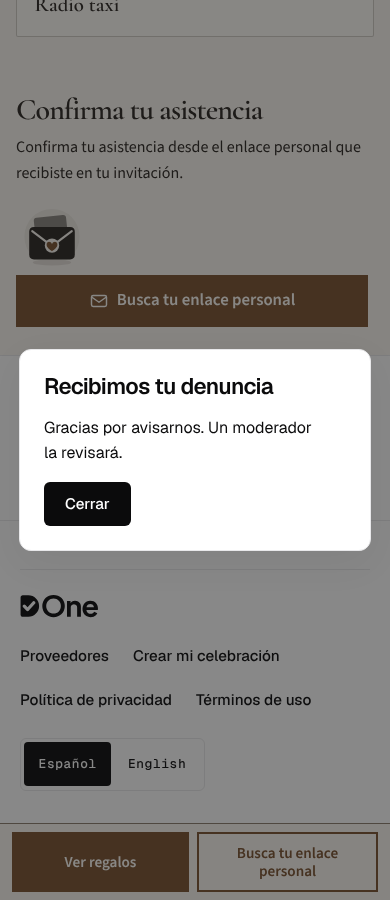 Radio taxi
Confirma tu asistencia
Confirma tu asistencia desde el enlace personal que
recibiste en tu invitación.
Busca tu enlace personal
Recibimos tu denuncia
Gracias por avisarnos. Un moderador
la revisará.
Cerrar
One
Proveedores Crear mi celebración
Política de privacidad Términos de uso
Español English
Ver regalos
Busca tu enlace
personal